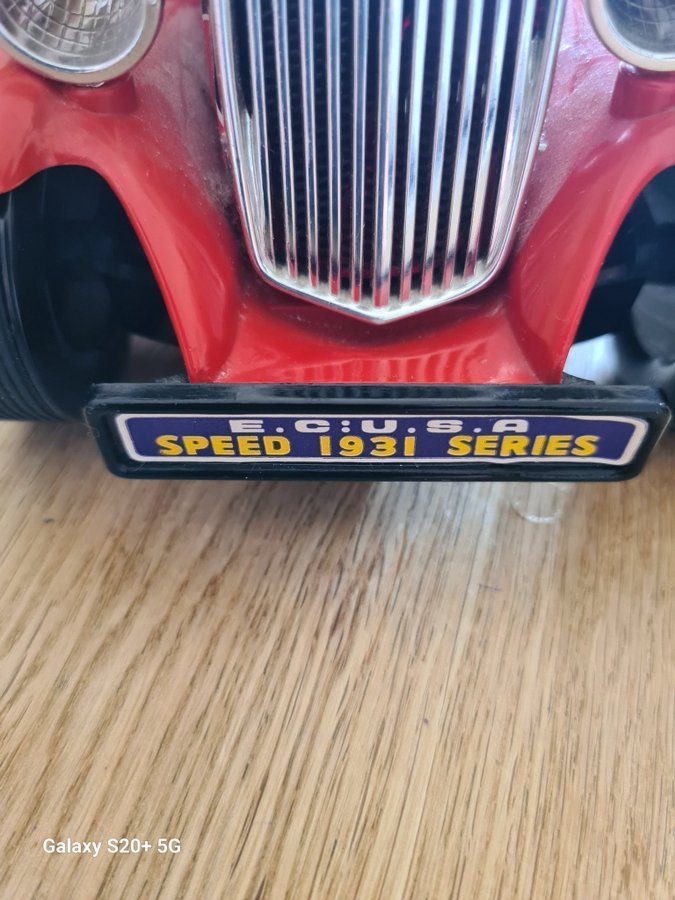 E.C:U.S.A
SPEED 1931 SERIES
Galaxy S20+ 5G